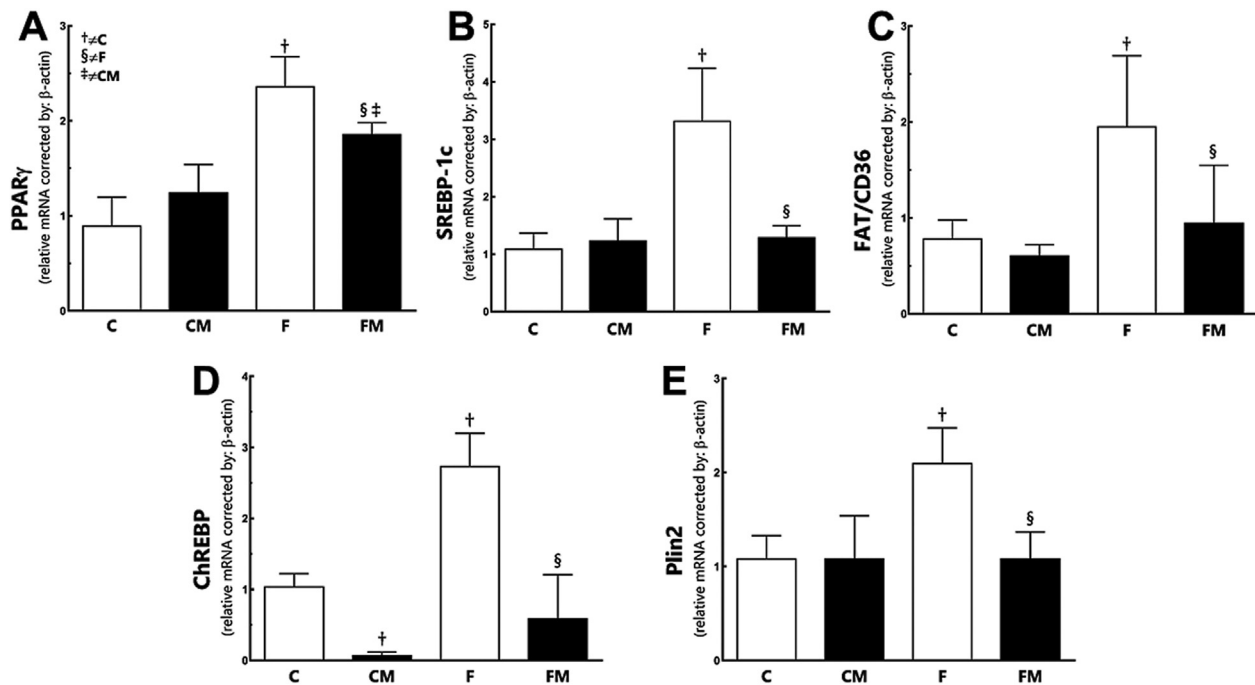 A
†≠C
§≠F
‡≠CM
PPARγ
(relative mRNA corrected by: β-actin)
3
2
1
0
†
§ ‡
C CM F FM
B
SREBP-1c
(relative mRNA corrected by: β-actin)
5
4
3
2
1
0
†
§
C CM F FM
C
FAT/CD36
(relative mRNA corrected by: β-actin)
3
2
1
0
†
§
C CM F FM
D
ChREBP
(relative mRNA corrected by: β-actin)
4
3
2
1
0
†
†
§
C CM F FM
E
Plin2
(relative mRNA corrected by: β-actin)
3
2
1
0
†
§
C CM F FM